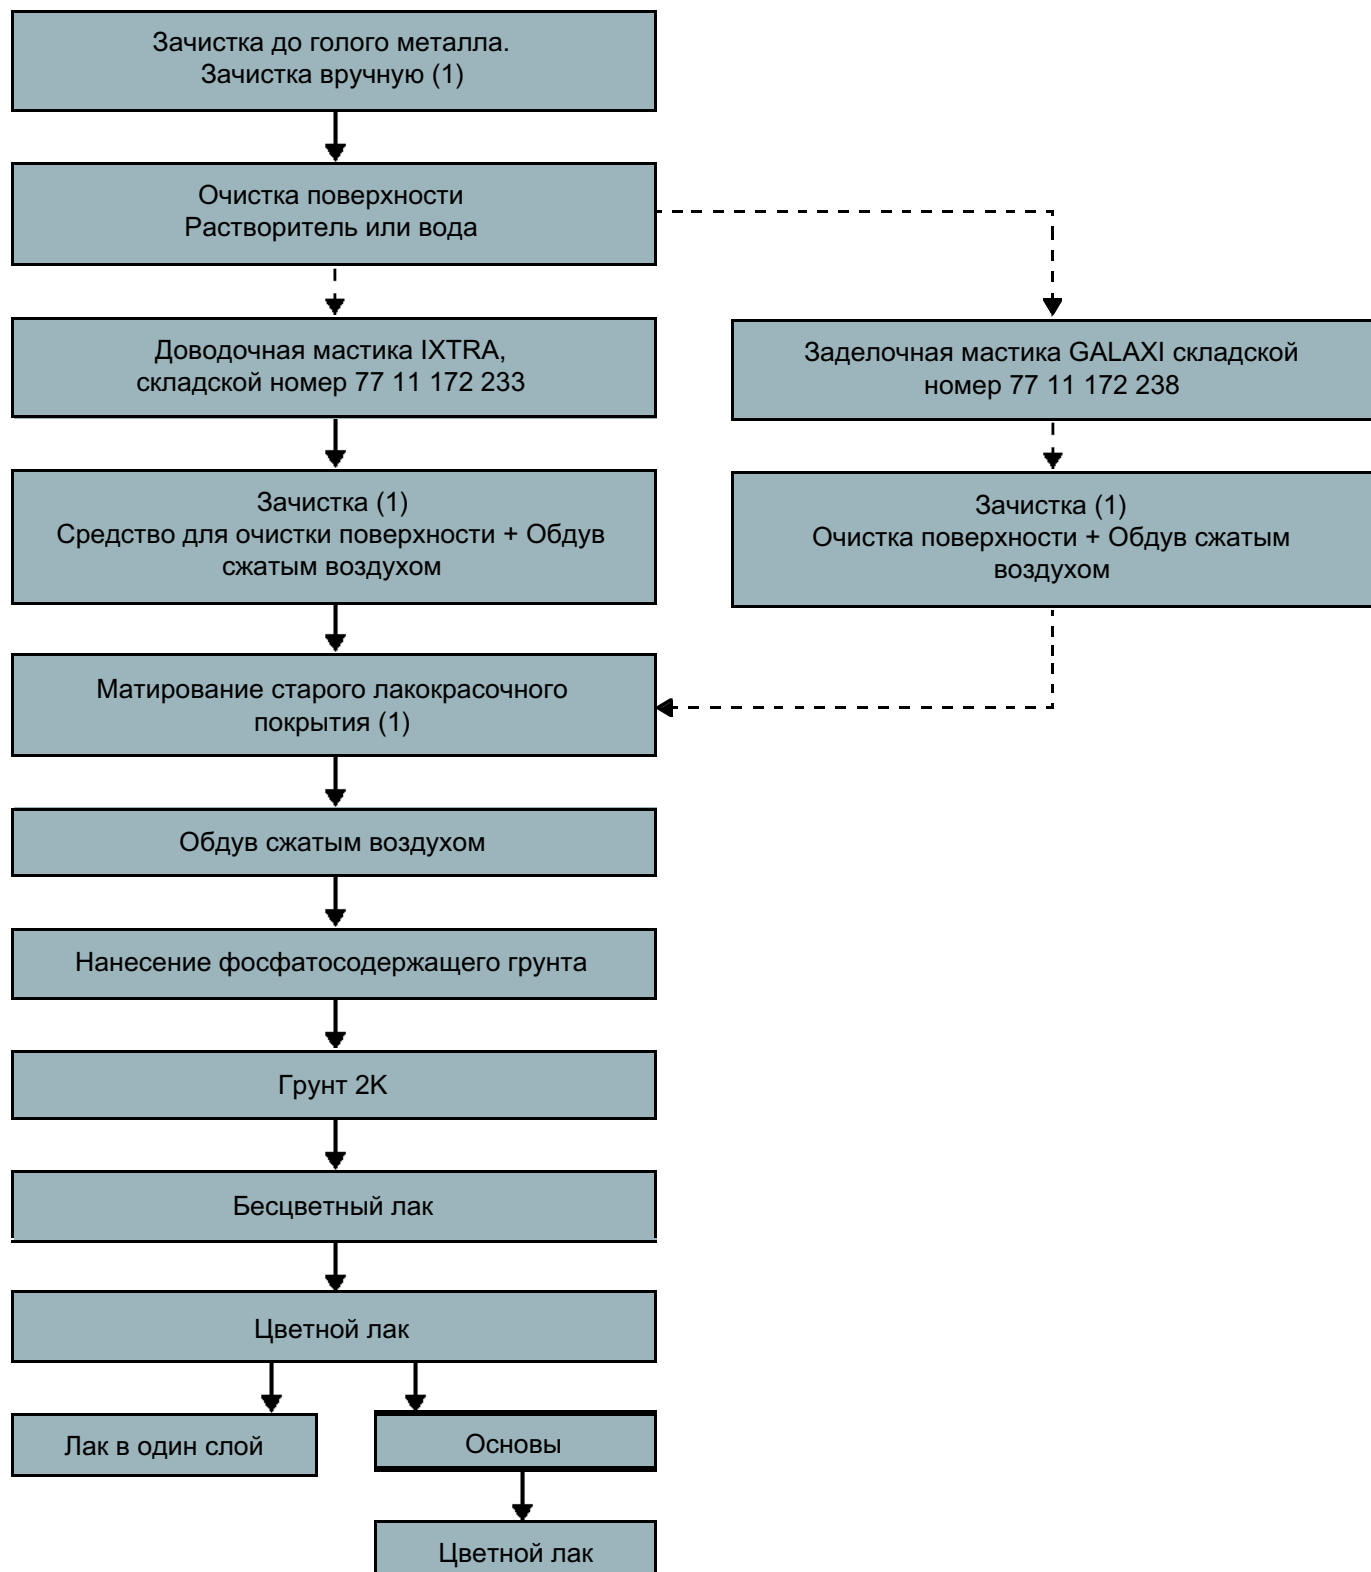 Зачистка до голого металла.
Зачистка вручную (1)
Очистка поверхности
Растворитель или вода
Доводочная мастика IXTRA,
складской номер 77 11 172 233
Заделочная мастика GALAXI складской
номер 77 11 172 238
Зачистка (1)
Средство для очистки поверхности + Обдув
сжатым воздухом
Зачистка (1)
Очистка поверхности + Обдув сжатым
воздухом
Матирование старого лакокрасочного
покрытия (1)
Обдув сжатым воздухом
Нанесение фосфатосодержащего грунта
Грунт 2K
Бесцветный лак
Цветной лак
Лак в один слой
Основы
Цветной лак